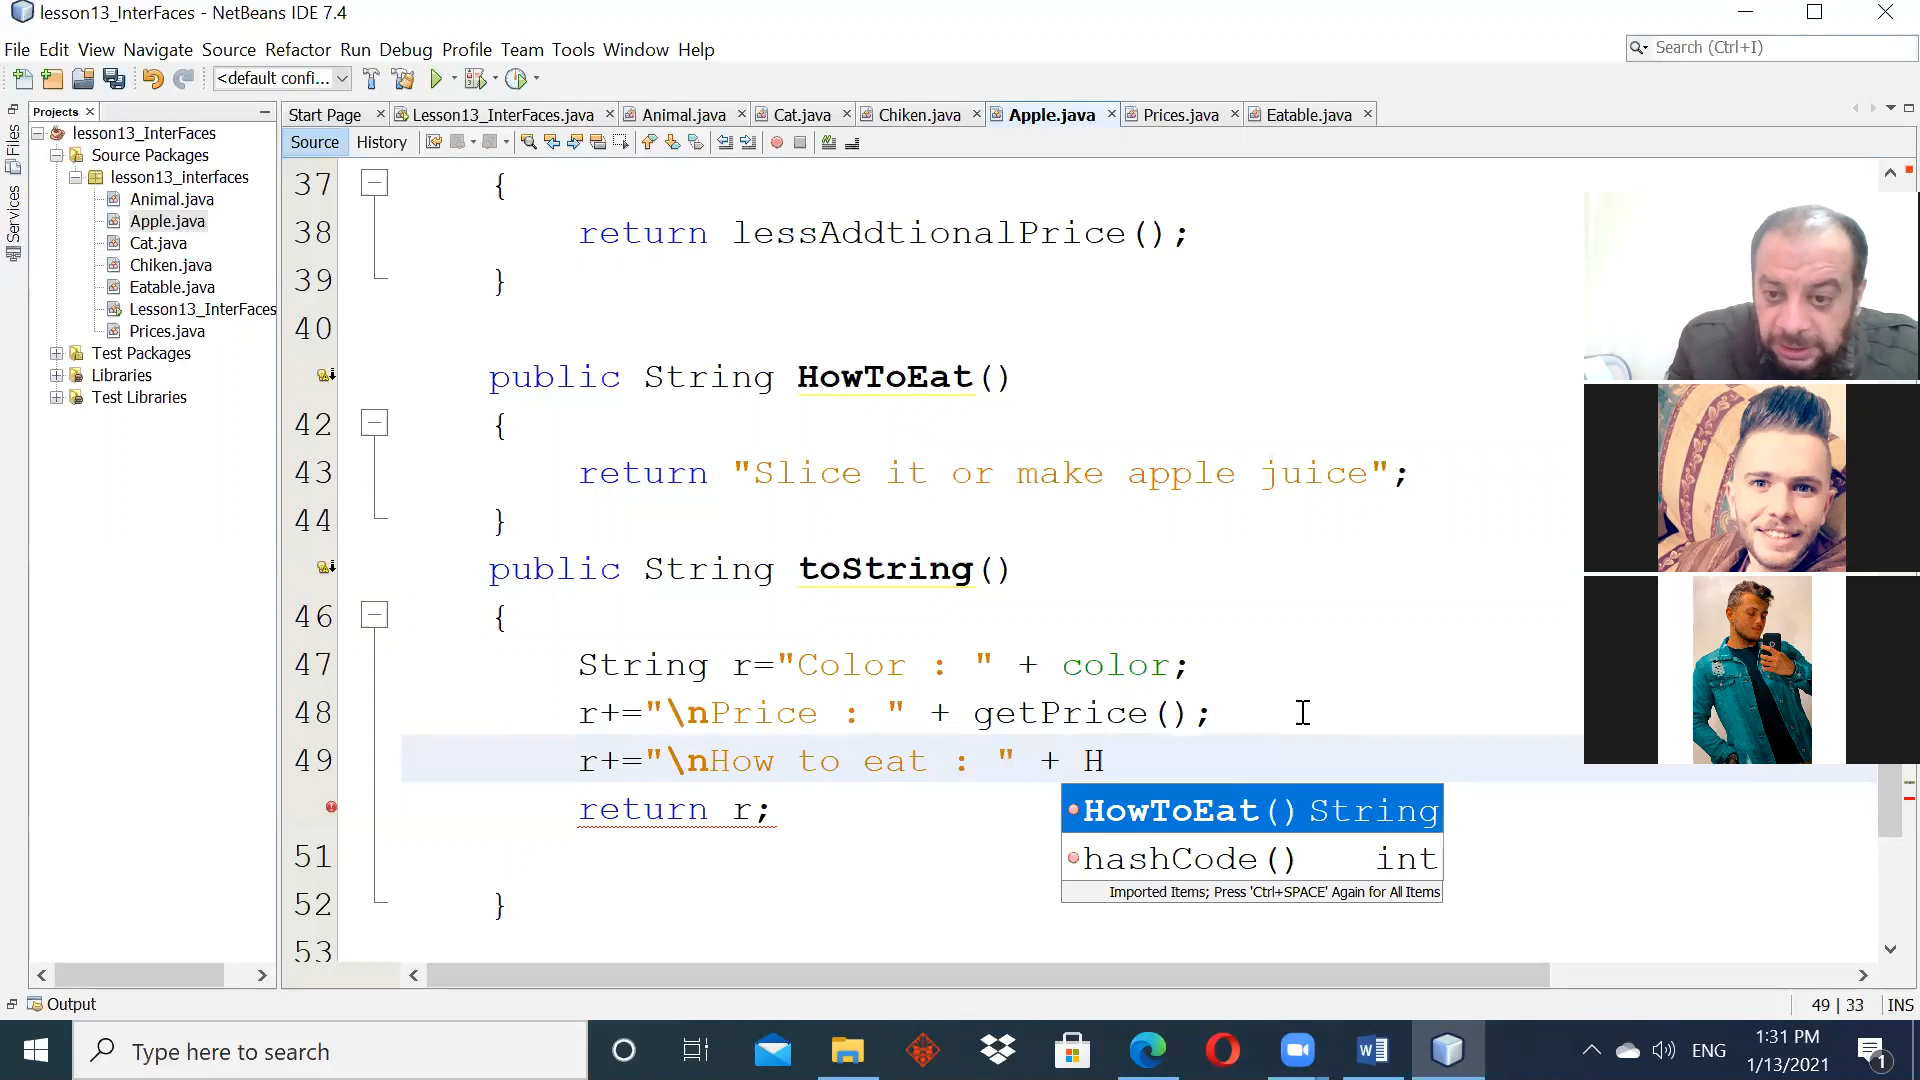 lesson13_InterFaces - NetBeans IDE 7.4
File Edit View Navigate Source Refactor Run Debug Profile Team Tools Window Help
Search (Ctrl+I)
<default confi...
Projects
Start Page
Lesson13_InterFaces.java
Animal.java
Cat.java
Chiken.java
Apple.java
Prices.java
Eatable.java
Files
Services
lesson13_InterFaces
Source Packages
lesson13_interfaces
Animal.java
Apple.java
Cat.java
Chiken.java
Eatable.java
Lesson13_InterFaces
Prices.java
Test Packages
Libraries
Test Libraries
Source History
37 {
38 return lessAddtionalPrice();
39 }
40
public String HowToEat()
42 {
43 return "Slice it or make apple juice";
44 }
public String toString()
46 {
47 String r="Color : " + color;
48 r+="\nPrice : " + getPrice();
49 r+="\nHow to eat : " + H
return r;
51
52 }
53
HowToEat() String
hashCode() int
Imported Items; Press 'Ctrl+SPACE' Again for All Items
Output
49 | 33 INS
Type here to search
ENG
1:31 PM
1/13/2021
1